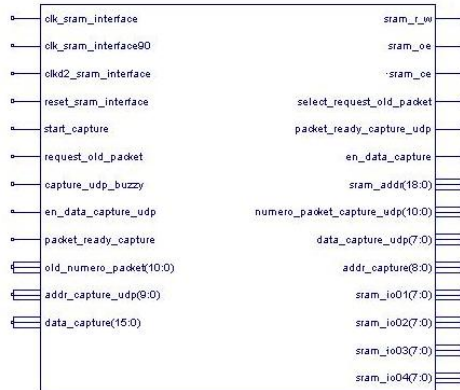 clk_sram_interface
clk_sram_interface90
clkd2_sram_interface
reset_sram_interface
start_capture
request_old_packet
capture_udp_buzzy
en_data_capture_udp
packet_ready_capture
old_numero_packet(10:0)
addr_capture_udp(9:0)
data_capture(15:0)
sram_r_w
sram_oe
sram_ce
select_request_old_packet
packet_ready_capture_udp
en_data_capture
sram_addr(18:0)
numero_packet_capture_udp(10:0)
data_capture_udp(7:0)
addr_capture(8:0)
sram_io01(7:0)
sram_io02(7:0)
sram_io03(7:0)
sram_io04(7:0)